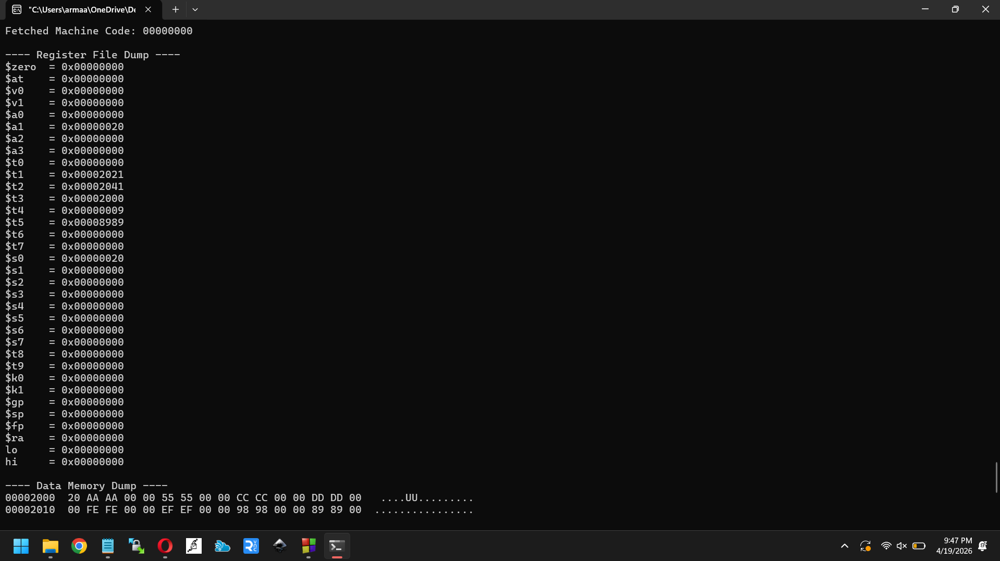 "C:\Users\armaa\OneDrive\De
Fetched Machine Code: 00000000
---- Register File Dump ----
$zero  = 0x00000000
$at    = 0x00000000
$v0    = 0x00000000
$v1    = 0x00000000
$a0    = 0x00000000
$a1    = 0x00000020
$a2    = 0x00000000
$a3    = 0x00000000
$t0    = 0x00000000
$t1    = 0x00002021
$t2    = 0x00002041
$t3    = 0x00002000
$t4    = 0x00000009
$t5    = 0x00008989
$t6    = 0x00000000
$t7    = 0x00000000
$s0    = 0x00000020
$s1    = 0x00000000
$s2    = 0x00000000
$s3    = 0x00000000
$s4    = 0x00000000
$s5    = 0x00000000
$s6    = 0x00000000
$s7    = 0x00000000
$t8    = 0x00000000
$t9    = 0x00000000
$k0    = 0x00000000
$k1    = 0x00000000
$gp    = 0x00000000
$sp    = 0x00000000
$fp    = 0x00000000
$ra    = 0x00000000
lo     = 0x00000000
hi     = 0x00000000
---- Data Memory Dump ----
00002000  20 AA AA 00 00 55 55 00 00 CC CC 00 00 DD DD 00   ....UU.........
00002010  00 FE FE 00 00 EF EF 00 00 98 98 00 00 89 89 00  ................
9:47 PM
4/19/2026